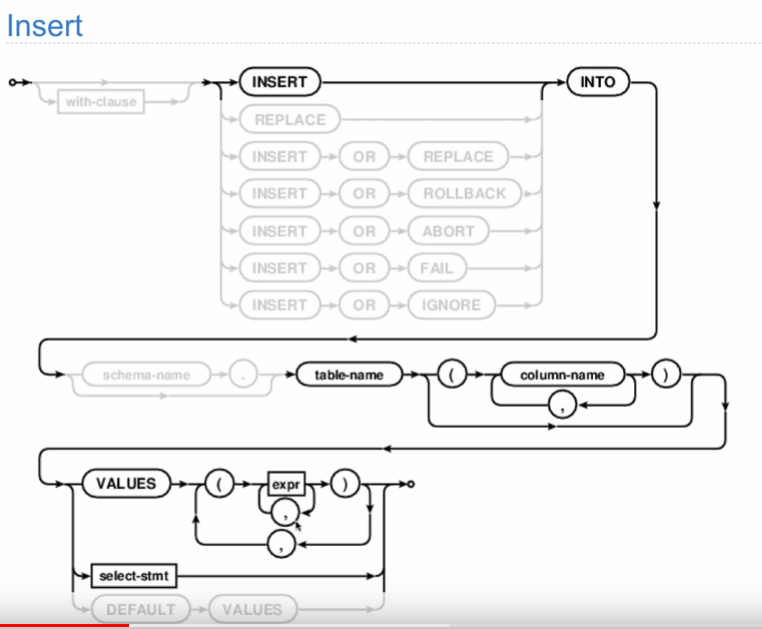 Insert
INSERT INTO
with-clause
REPLACE
INSERT OR REPLACE
INSERT OR ROLLBACK
INSERT OR ABORT
INSERT OR FAIL
INSERT OR IGNORE
schema-name . table-name ( column-name )
,
VALUES ( expr )
,
,
select-stmt
DEFAULT VALUES